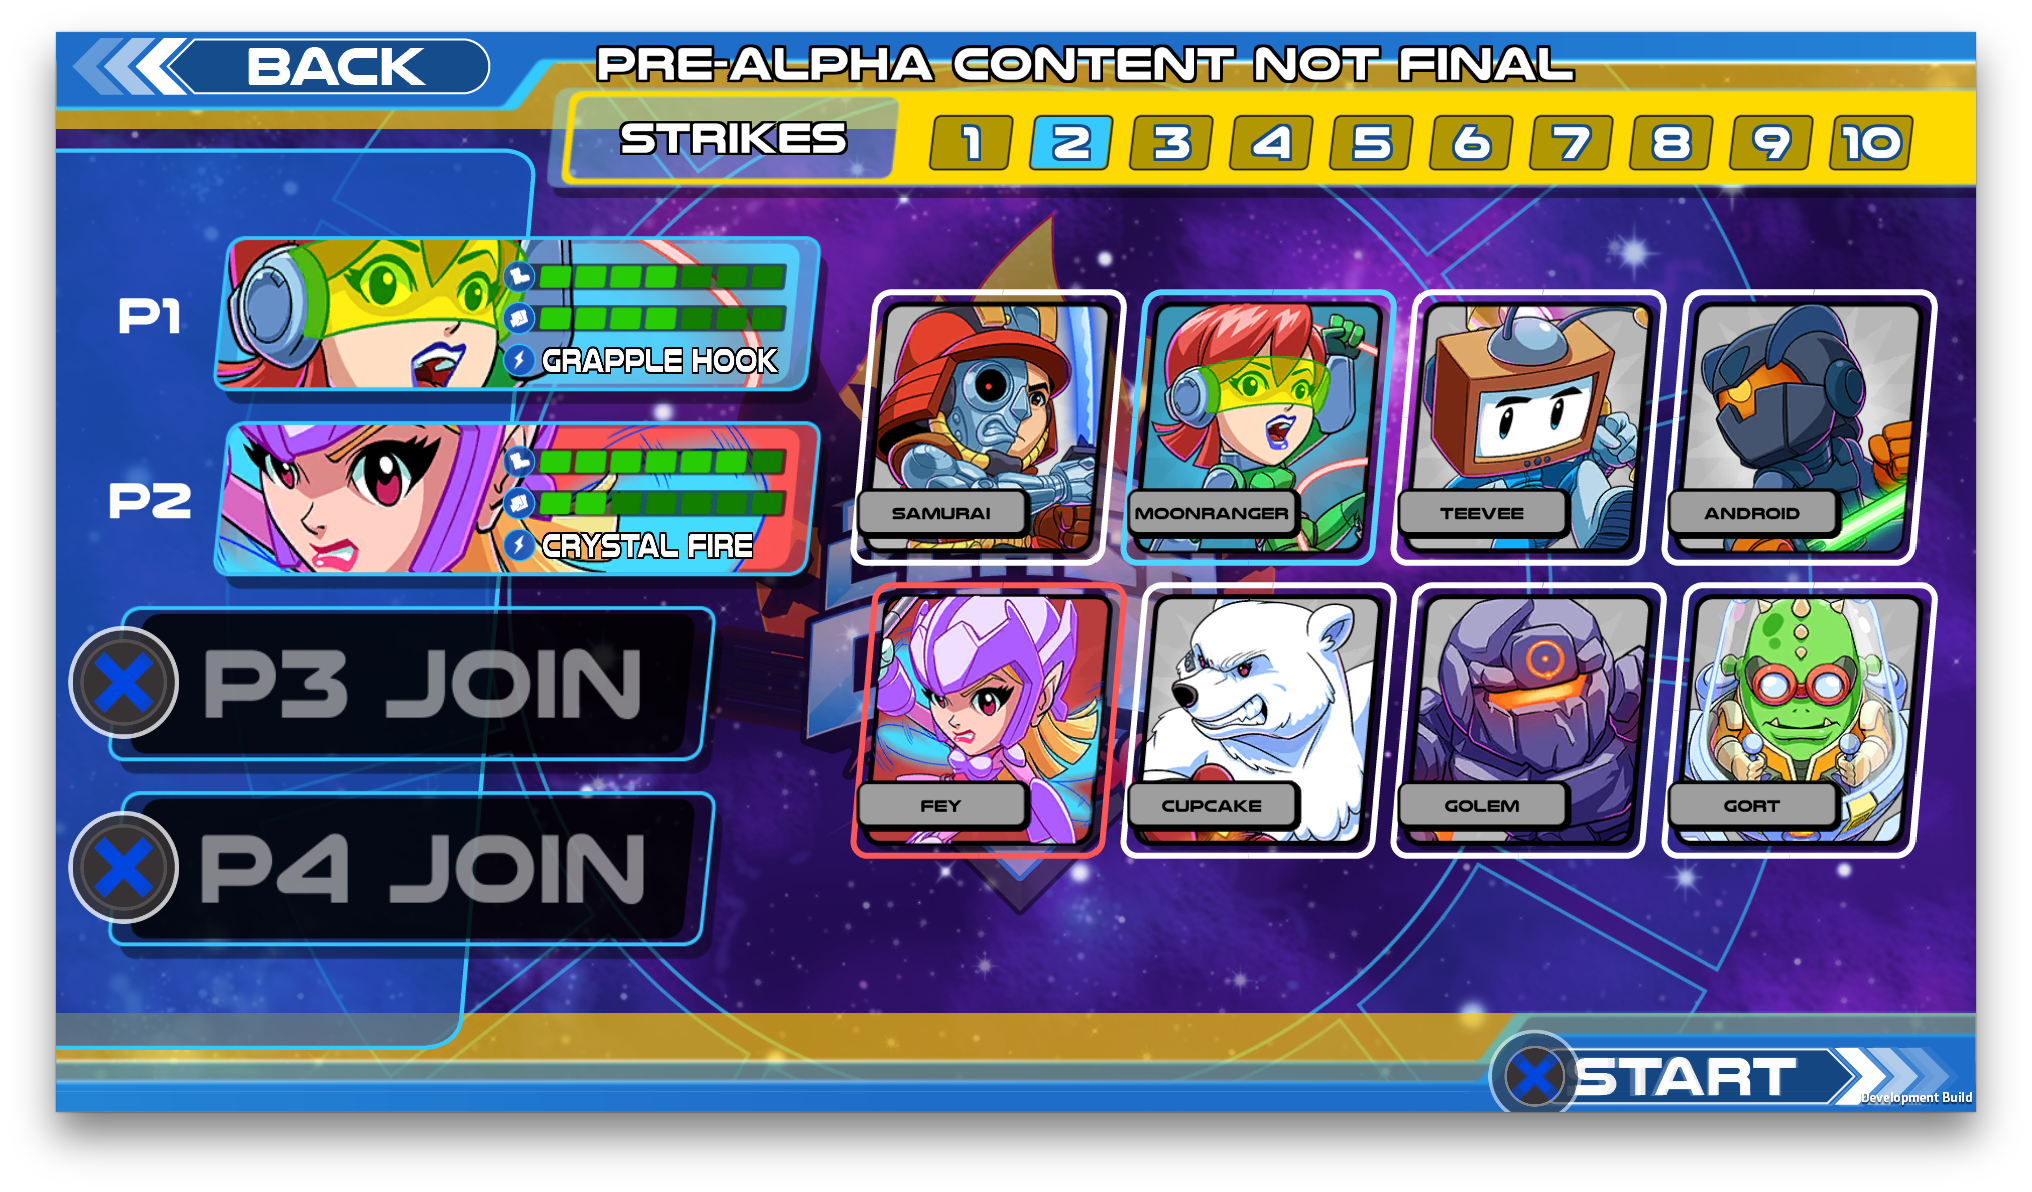 BACK
PRE-ALPHA CONTENT NOT FINAL
STRIKES
1 2 3 4 5 6 7 8 9 10
P1
GRAPPLE HOOK
P2
CRYSTAL FIRE
P3 JOIN
P4 JOIN
SAMURAI
MOONRANGER
TEEVEE
ANDROID
FEY
CUPCAKE
GOLEM
GORT
START
Development Build